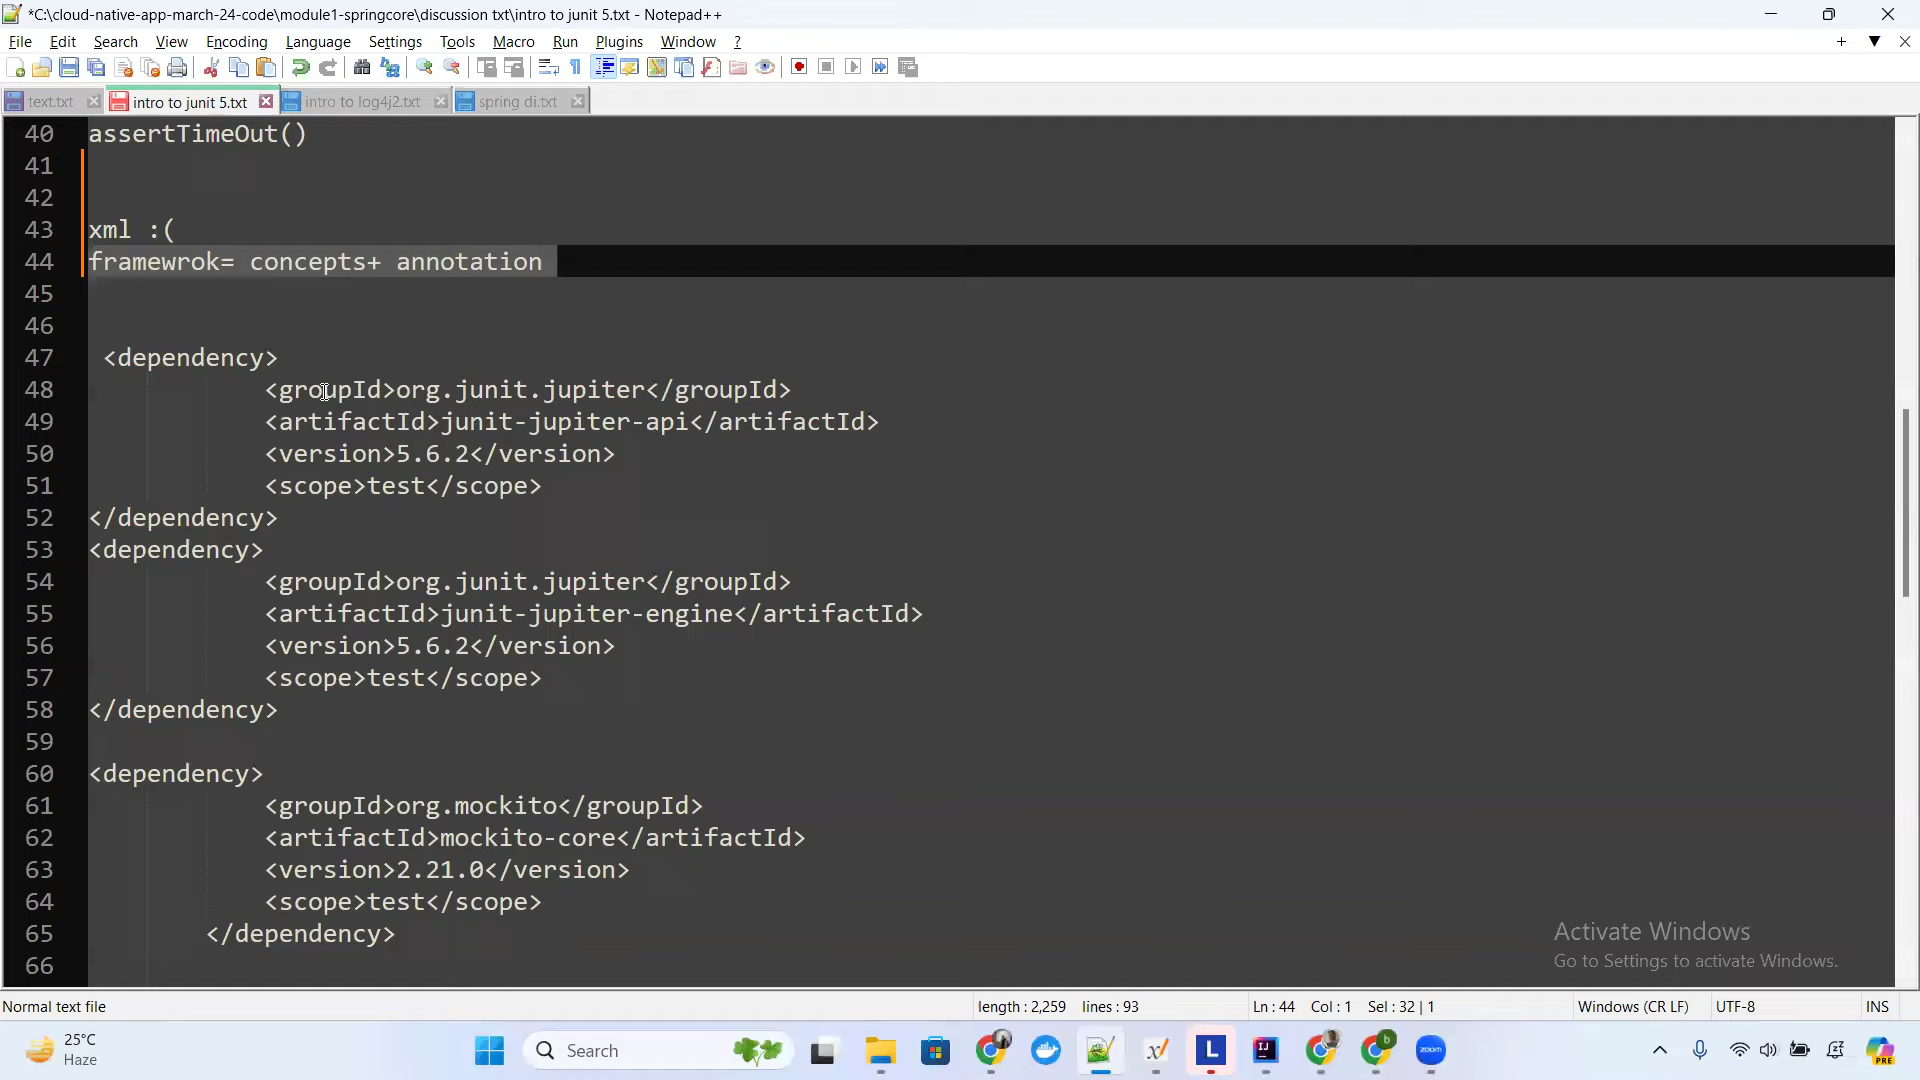 *C:\cloud-native-app-march-24-code\module1-springcore\discussion txt\intro to junit 5.txt - Notepad++
File Edit Search View Encoding Language Settings Tools Macro Run Plugins Window ?
text.txt intro to junit 5.txt intro to log4j2.txt spring di.txt
40 assertTimeOut()
41
42
43 xml :(
44 framewrok= concepts+ annotation
45
46
47 <dependency>
48 <groupId>org.junit.jupiter</groupId>
49 <artifactId>junit-jupiter-api</artifactId>
50 <version>5.6.2</version>
51 <scope>test</scope>
52 </dependency>
53 <dependency>
54 <groupId>org.junit.jupiter</groupId>
55 <artifactId>junit-jupiter-engine</artifactId>
56 <version>5.6.2</version>
57 <scope>test</scope>
58 </dependency>
59
60 <dependency>
61 <groupId>org.mockito</groupId>
62 <artifactId>mockito-core</artifactId>
63 <version>2.21.0</version>
64 <scope>test</scope>
65 </dependency>
66
Activate Windows
Go to Settings to activate Windows.
Normal text file length : 2,259 lines : 93 Ln : 44 Col : 1 Sel : 32 | 1 Windows (CR LF) UTF-8 INS
25°C
Haze
Search
zoom
PRE